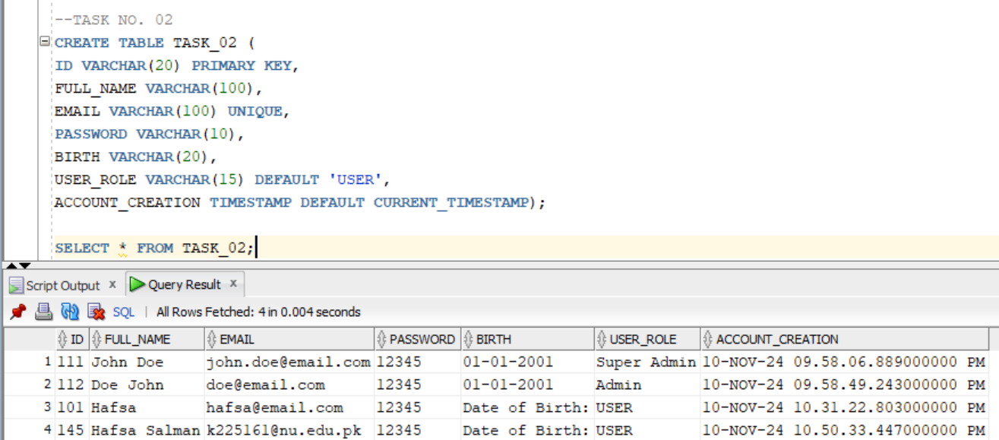 --TASK NO. 02
CREATE TABLE TASK_02 (
ID VARCHAR(20) PRIMARY KEY,
FULL_NAME VARCHAR(100),
EMAIL VARCHAR(100) UNIQUE,
PASSWORD VARCHAR(10),
BIRTH VARCHAR(20),
USER_ROLE VARCHAR(15) DEFAULT 'USER',
ACCOUNT_CREATION TIMESTAMP DEFAULT CURRENT_TIMESTAMP);
SELECT * FROM TASK_02;
Script Output x Query Result x
SQL | All Rows Fetched: 4 in 0.004 seconds
ID FULL_NAME EMAIL PASSWORD BIRTH USER_ROLE ACCOUNT_CREATION
1 111 John Doe john.doe@email.com 12345 01-01-2001 Super Admin 10-NOV-24 09.58.06.889000000 PM
2 112 Doe John doe@email.com 12345 01-01-2001 Admin 10-NOV-24 09.58.49.243000000 PM
3 101 Hafsa hafsa@email.com 12345 Date of Birth: USER 10-NOV-24 10.31.22.803000000 PM
4 145 Hafsa Salman k225161@nu.edu.pk 12345 Date of Birth: USER 10-NOV-24 10.50.33.447000000 PM